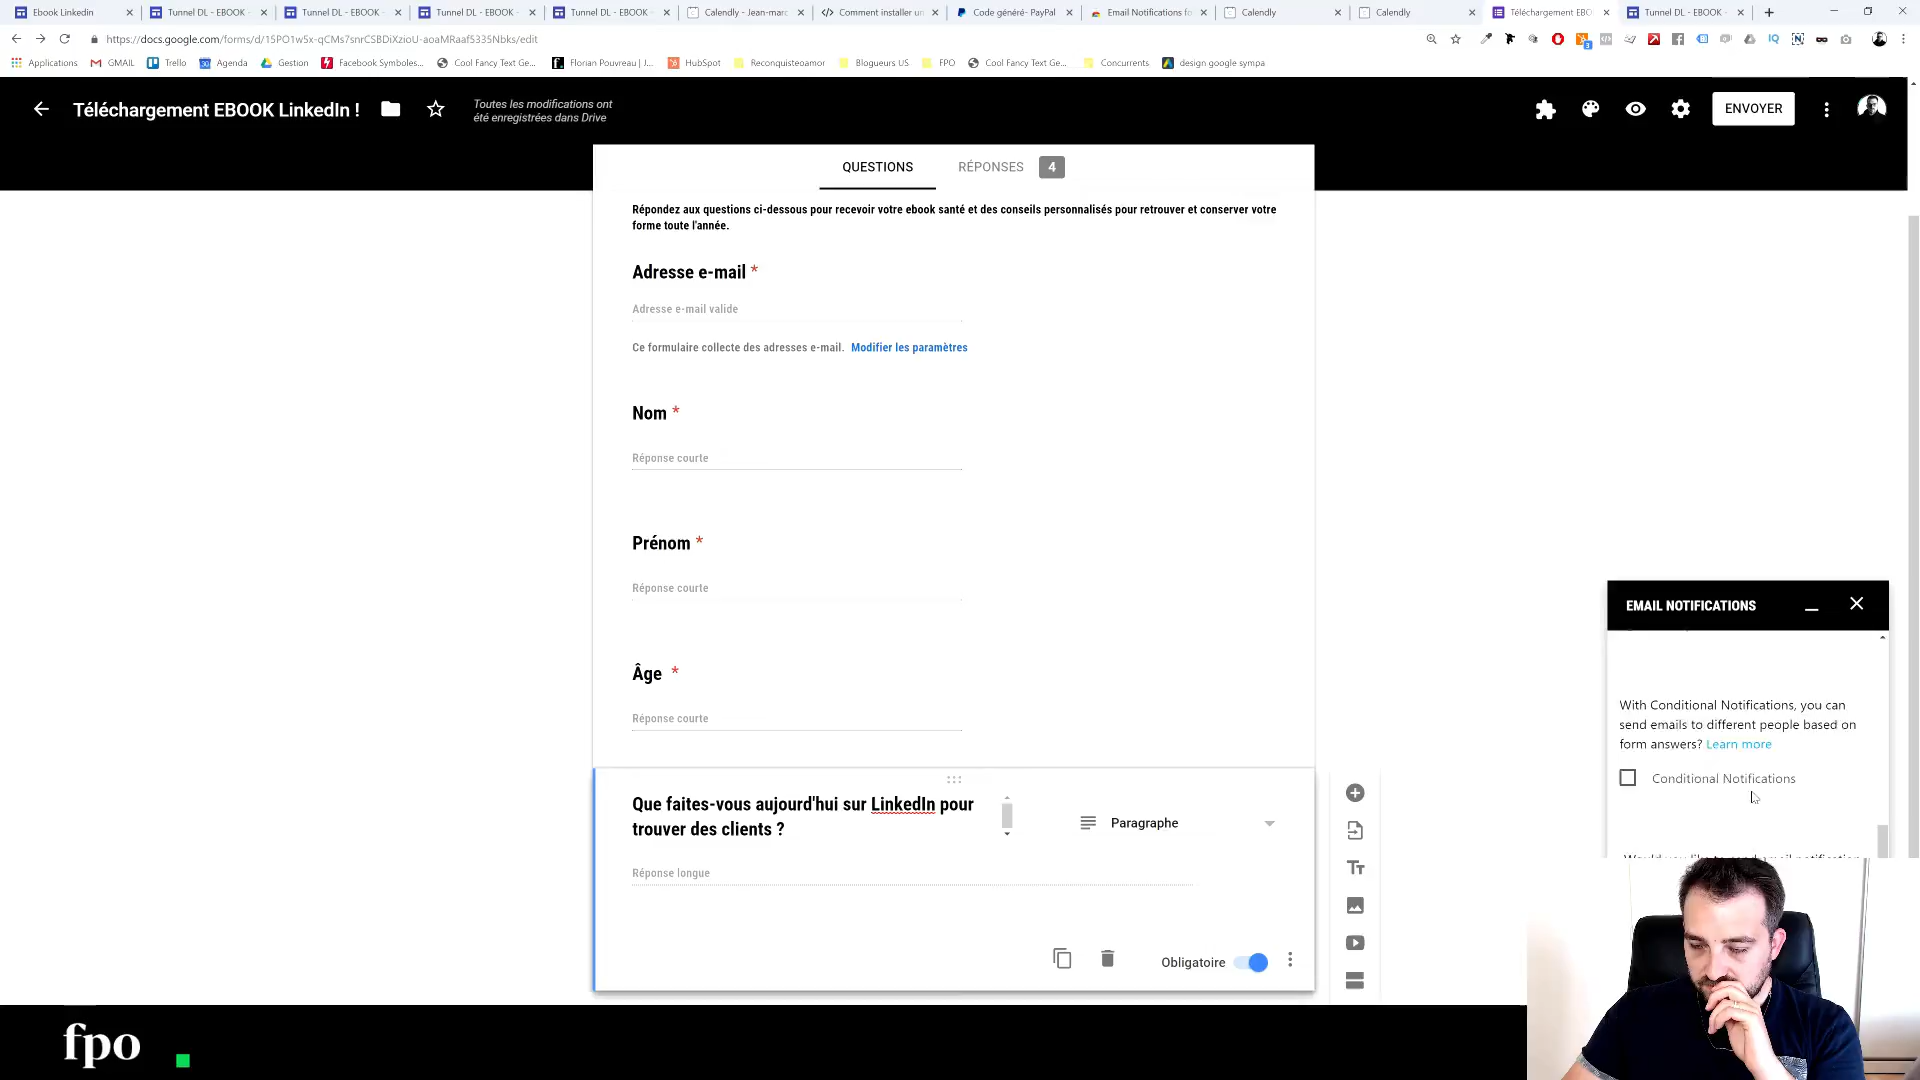 Ebook Linkedin
Tunnel DL - EBOOK -
Tunnel DL - EBOOK -
Tunnel DL - EBOOK -
Tunnel DL - EBOOK -
Calendly - Jean-marc
Comment installer un
Code généré- PayPal
Email Notifications fo
Calendly
Calendly
Téléchargement EBO
Tunnel DL - EBOOK -
https://docs.google.com/forms/d/15PO1w5x-qCMs7snrCSBDiXzioU-aoaMRaaf5335Nbks/edit
Applications
GMAIL
Trello
Agenda
Gestion
Facebook Symboles...
Cool Fancy Text Ge...
Florian Pouvreau | J...
HubSpot
Reconquisteoamor
Blogueurs US
FPO
Cool Fancy Text Ge...
Concurrents
design google sympa
Téléchargement EBOOK LinkedIn !
Toutes les modifications ont
été enregistrées dans Drive
ENVOYER
QUESTIONS
RÉPONSES
4
Répondez aux questions ci-dessous pour recevoir votre ebook santé et des conseils personnalisés pour retrouver et conserver votre
forme toute l'année.
Adresse e-mail *
Adresse e-mail valide
Ce formulaire collecte des adresses e-mail. Modifier les paramètres
Nom *
Réponse courte
Prénom *
Réponse courte
Âge *
Réponse courte
Que faites-vous aujourd'hui sur LinkedIn pour
trouver des clients ?
Paragraphe
Réponse longue
Obligatoire
EMAIL NOTIFICATIONS
With Conditional Notifications, you can
send emails to different people based on
form answers? Learn more
Conditional Notifications
fpo